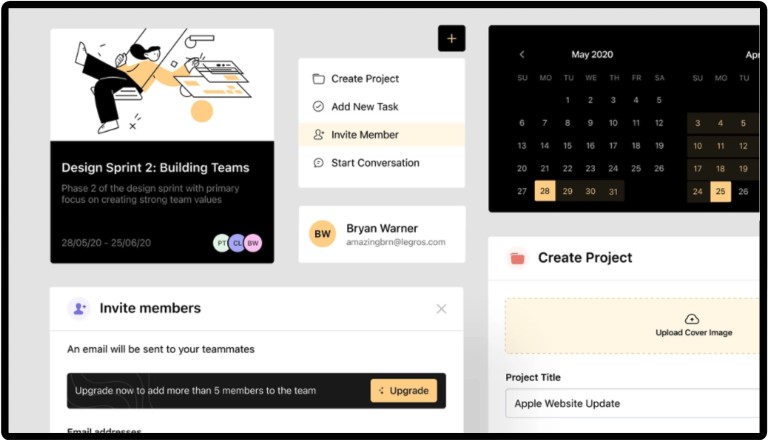 Design Sprint 2: Building Teams
Phase 2 of the design sprint with primary
focus on creating strong team values
28/05/20 - 25/06/20
PT CL BW
+
Create Project
Add New Task
Invite Member
Start Conversation
BW
Bryan Warner
amazingbrn@legros.com
May 2020
SU MO TU WE TH FR SA
1 2 3 4 5
6 7 8 9 10 11 12
13 14 15 16 17 18 19
20 21 22 23 24 25 26
27 28 29 30 31
SU MO TU
3 4 5
10 11 12
17 18 19
24 25 26
Invite members
An email will be sent to your teammates
Upgrade now to add more than 5 members to the team
Upgrade
Email addresses
Create Project
Upload Cover Image
Project Title
Apple Website Update